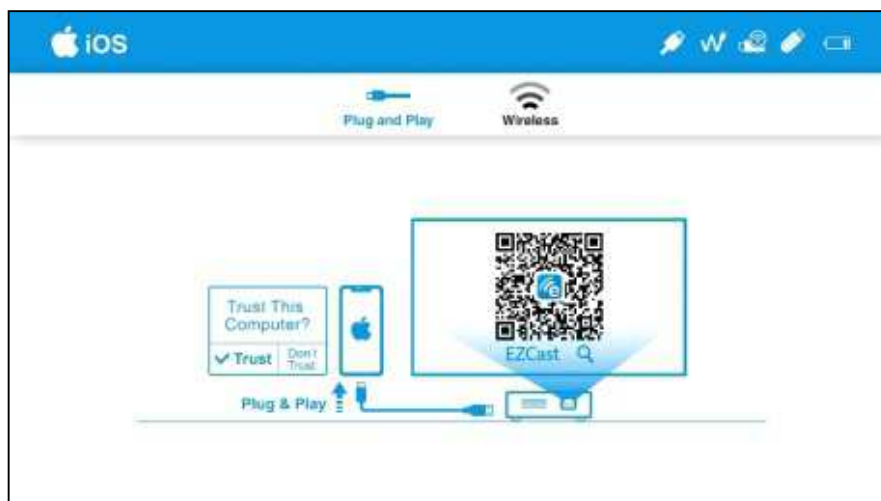 iOS
Plug and Play
Wireless
Trust This
Computer?
Trust
Don't
Trust
Plug & Play
EZCast